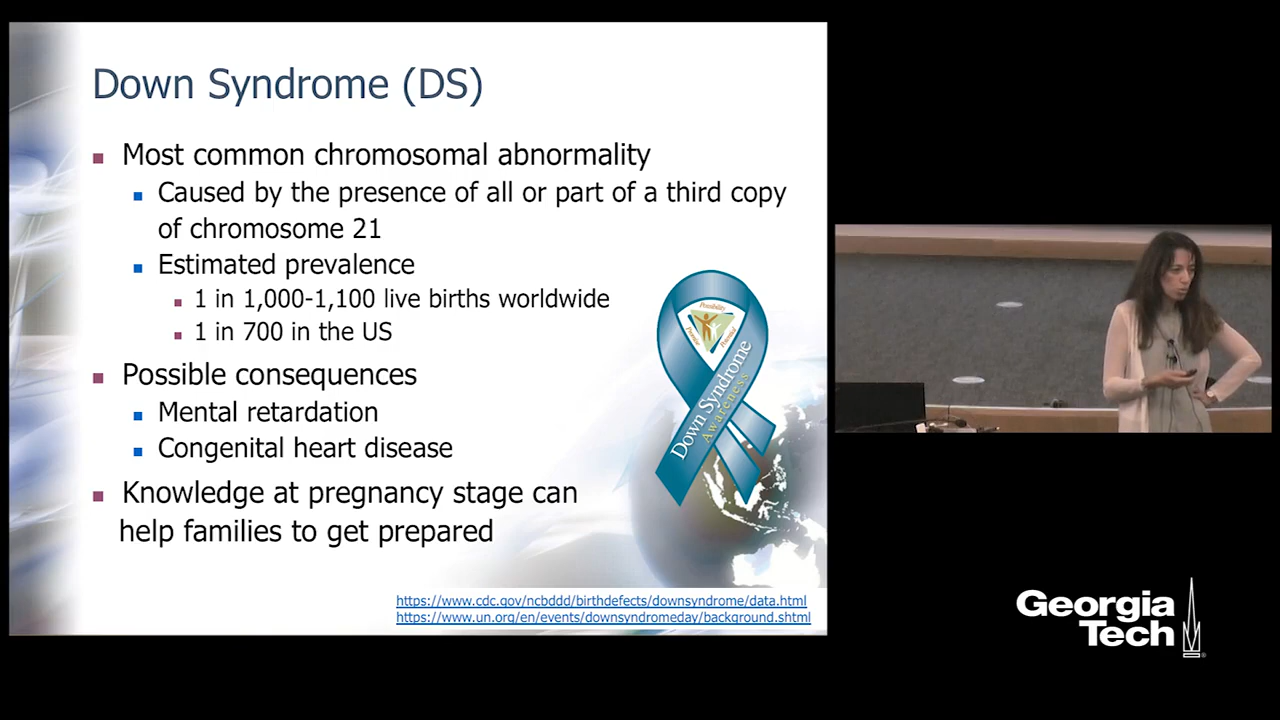 Down Syndrome (DS)
Most common chromosomal abnormality
Caused by the presence of all or part of a third copy
of chromosome 21
Estimated prevalence
1 in 1,000-1,100 live births worldwide
1 in 700 in the US
Possible consequences
Mental retardation
Congenital heart disease
Knowledge at pregnancy stage can
help families to get prepared
Possibility
Promise
Potential
Down Syndrome
Awareness
https://www.cdc.gov/ncbddd/birthdefects/downsyndrome/data.html
https://www.un.org/en/events/downsyndromeday/background.shtml
Georgia
Tech